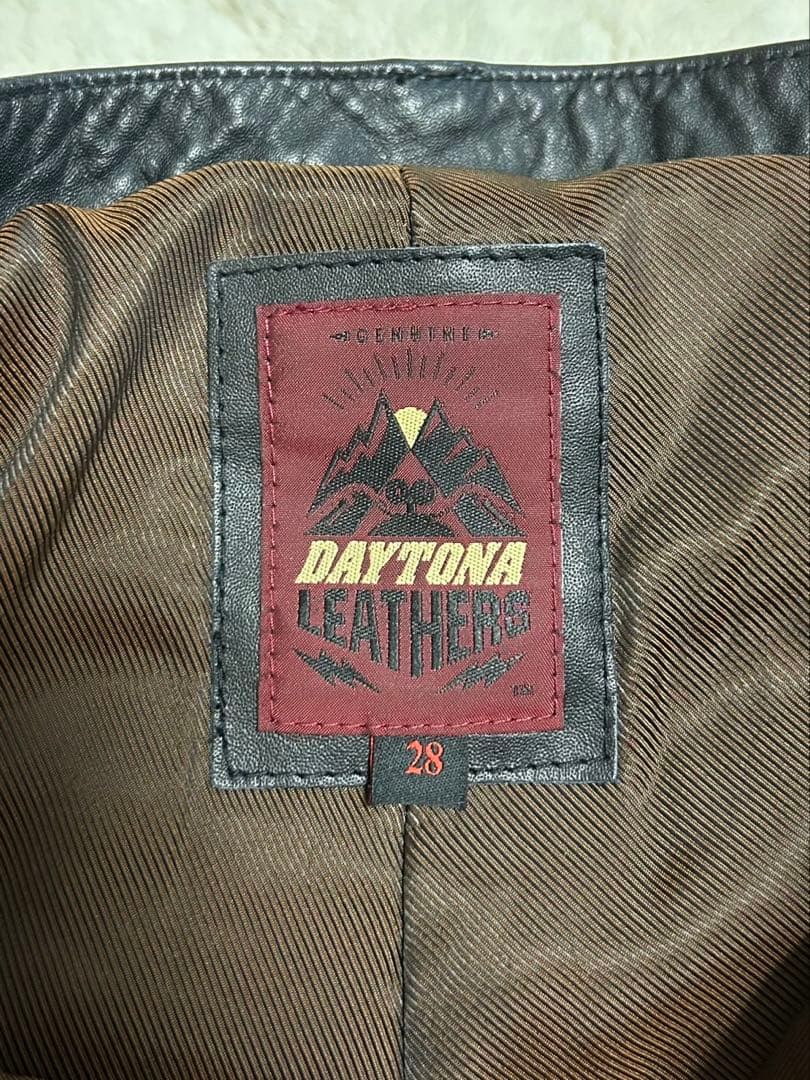 GENUINE
DAYTONA
LEATHERS
28